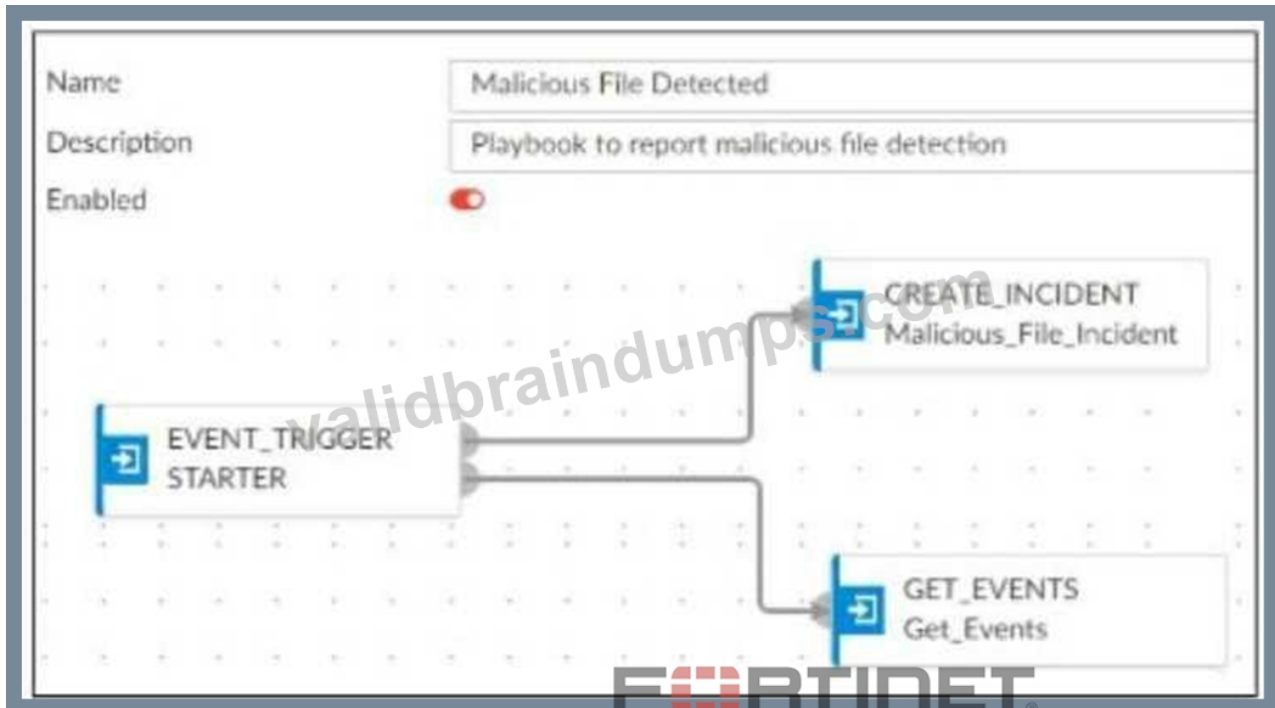 Name Malicious File Detected
Description Playbook to report malicious file detection
Enabled
CREATE_INCIDENT
Malicious_File_Incident
EVENT_TRIGGER
STARTER
GET_EVENTS
Get_Events
validbraindumps.com
FORTINET®